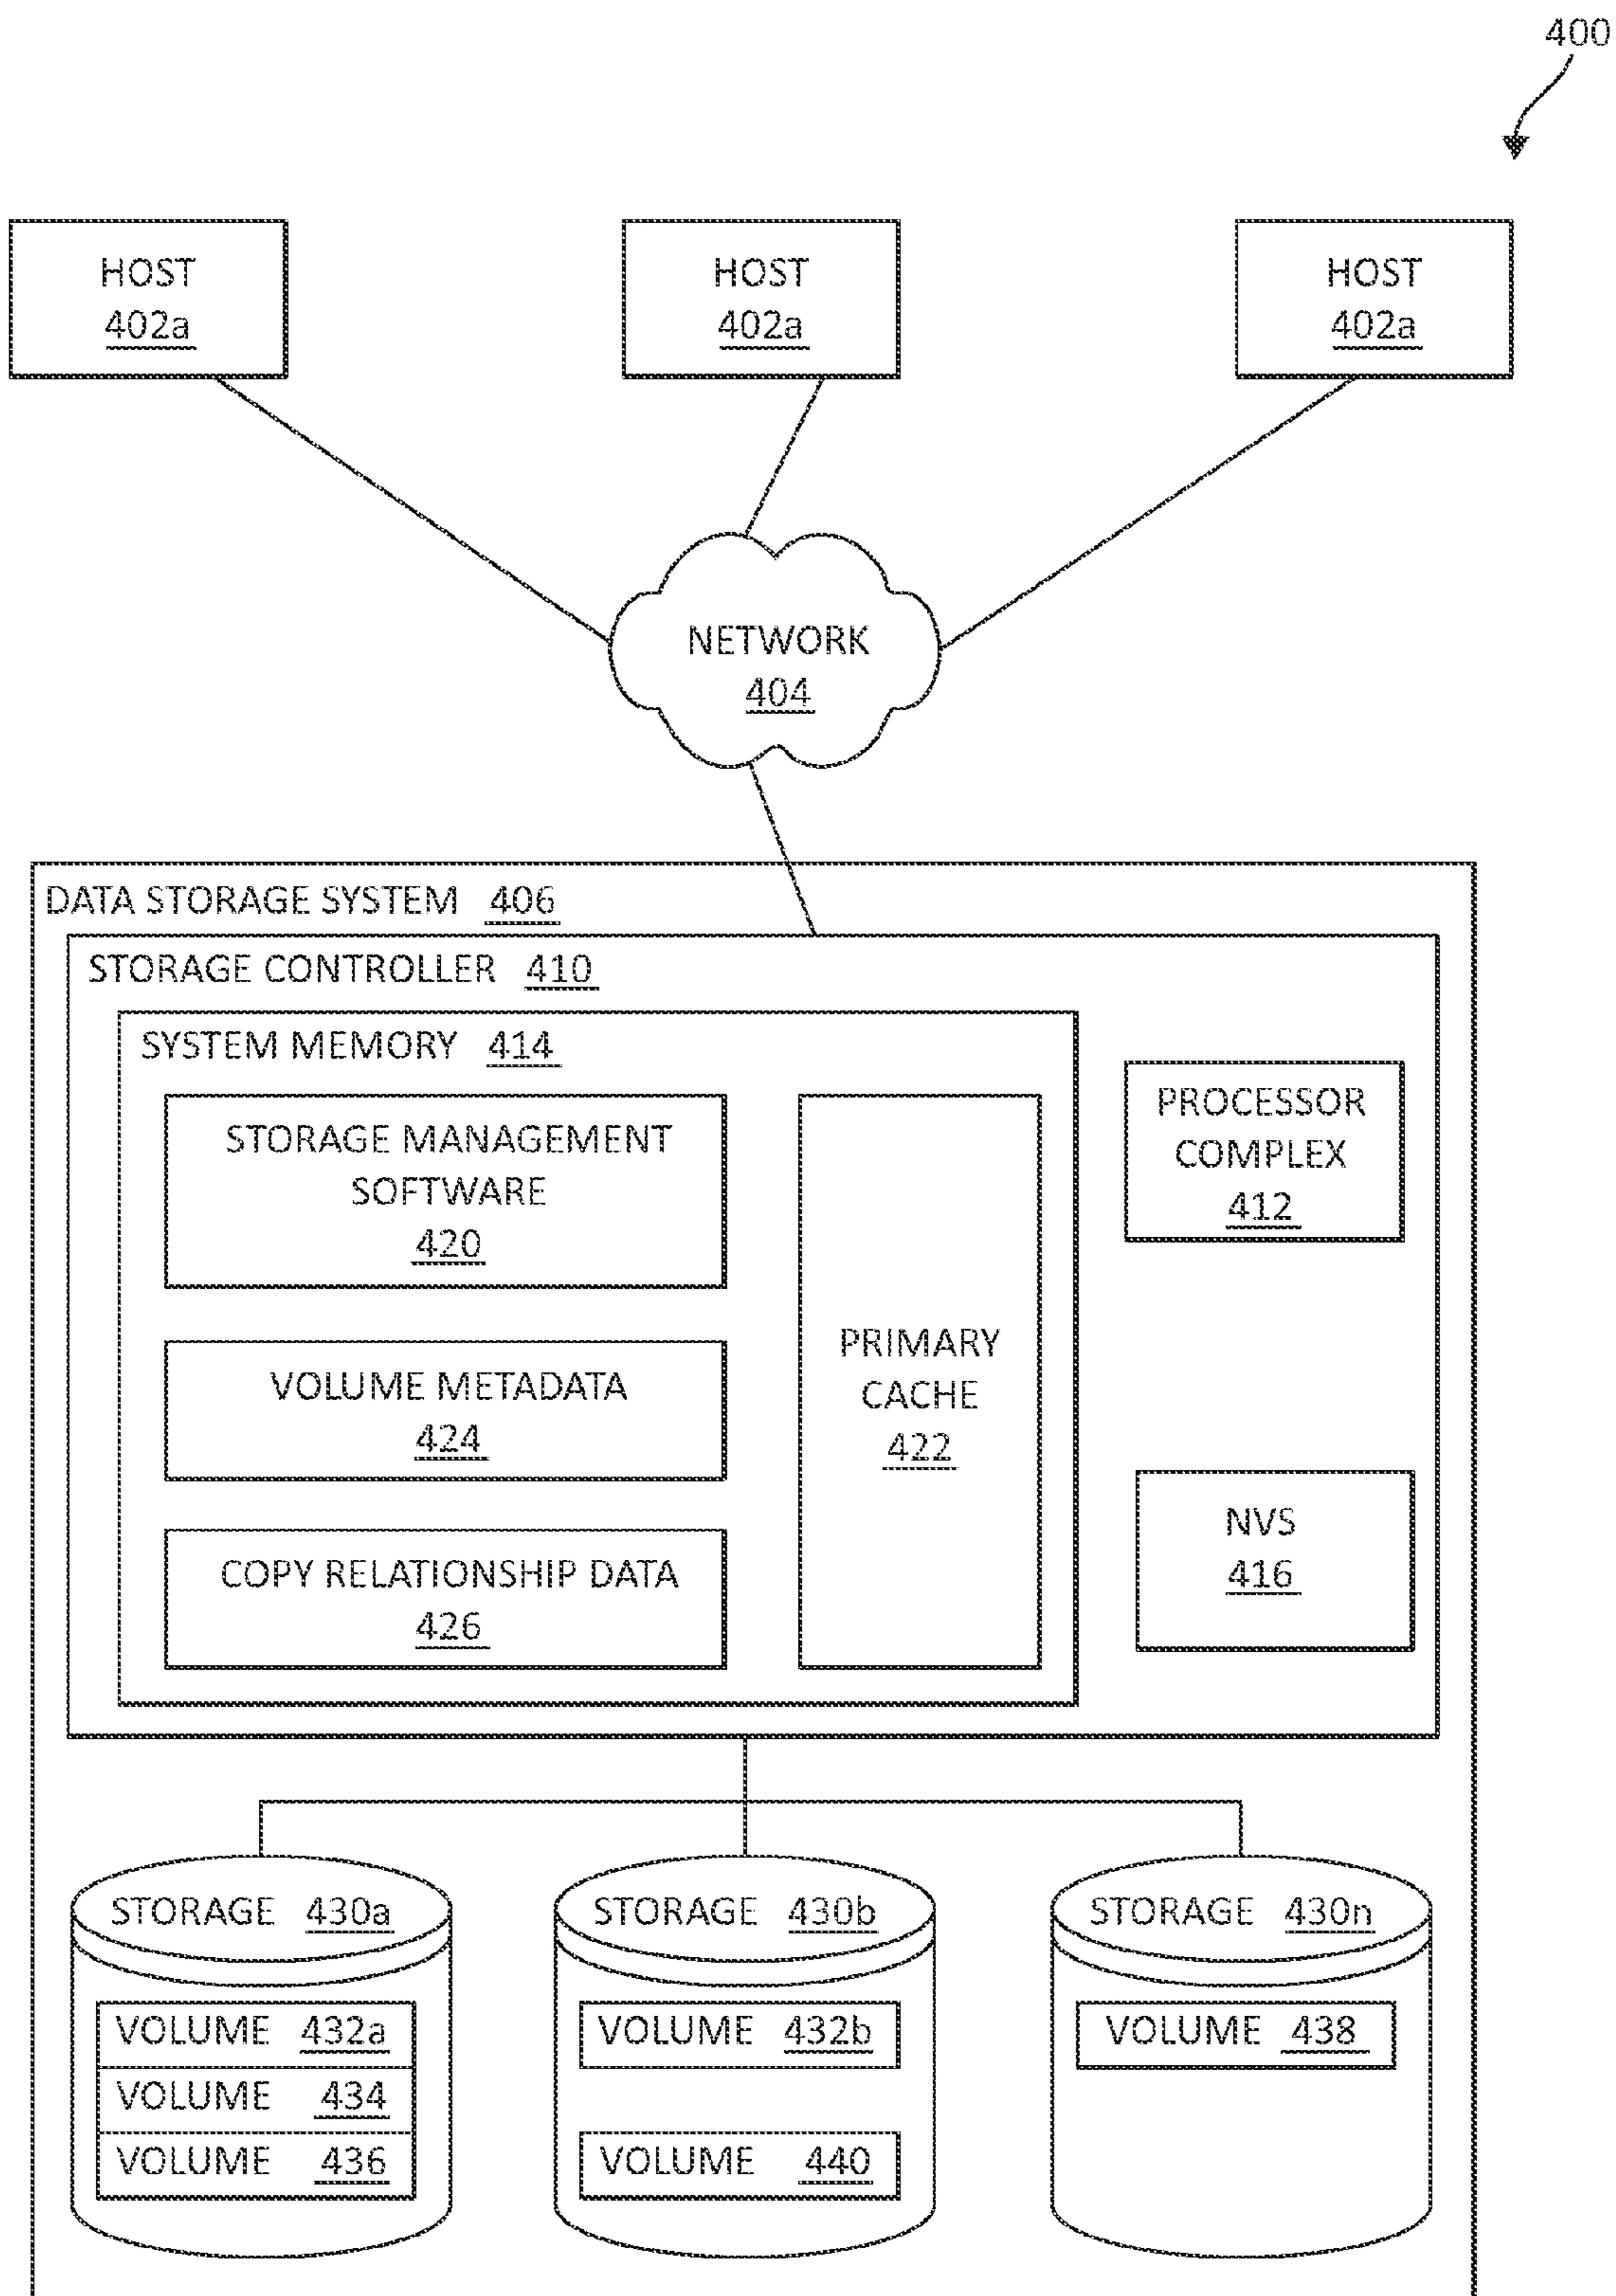 400
HOST
402a
HOST
402a
HOST
402a
NETWORK
404
DATA STORAGE SYSTEM 406
STORAGE CONTROLLER 410
SYSTEM MEMORY 414
STORAGE MANAGEMENT
SOFTWARE
420
VOLUME METADATA
424
COPY RELATIONSHIP DATA
426
PRIMARY
CACHE
422
PROCESSOR
COMPLEX
412
NVS
416
STORAGE 430a
VOLUME 432a
VOLUME 434
VOLUME 436
STORAGE 430b
VOLUME 432b
VOLUME 440
STORAGE 430n
VOLUME 438